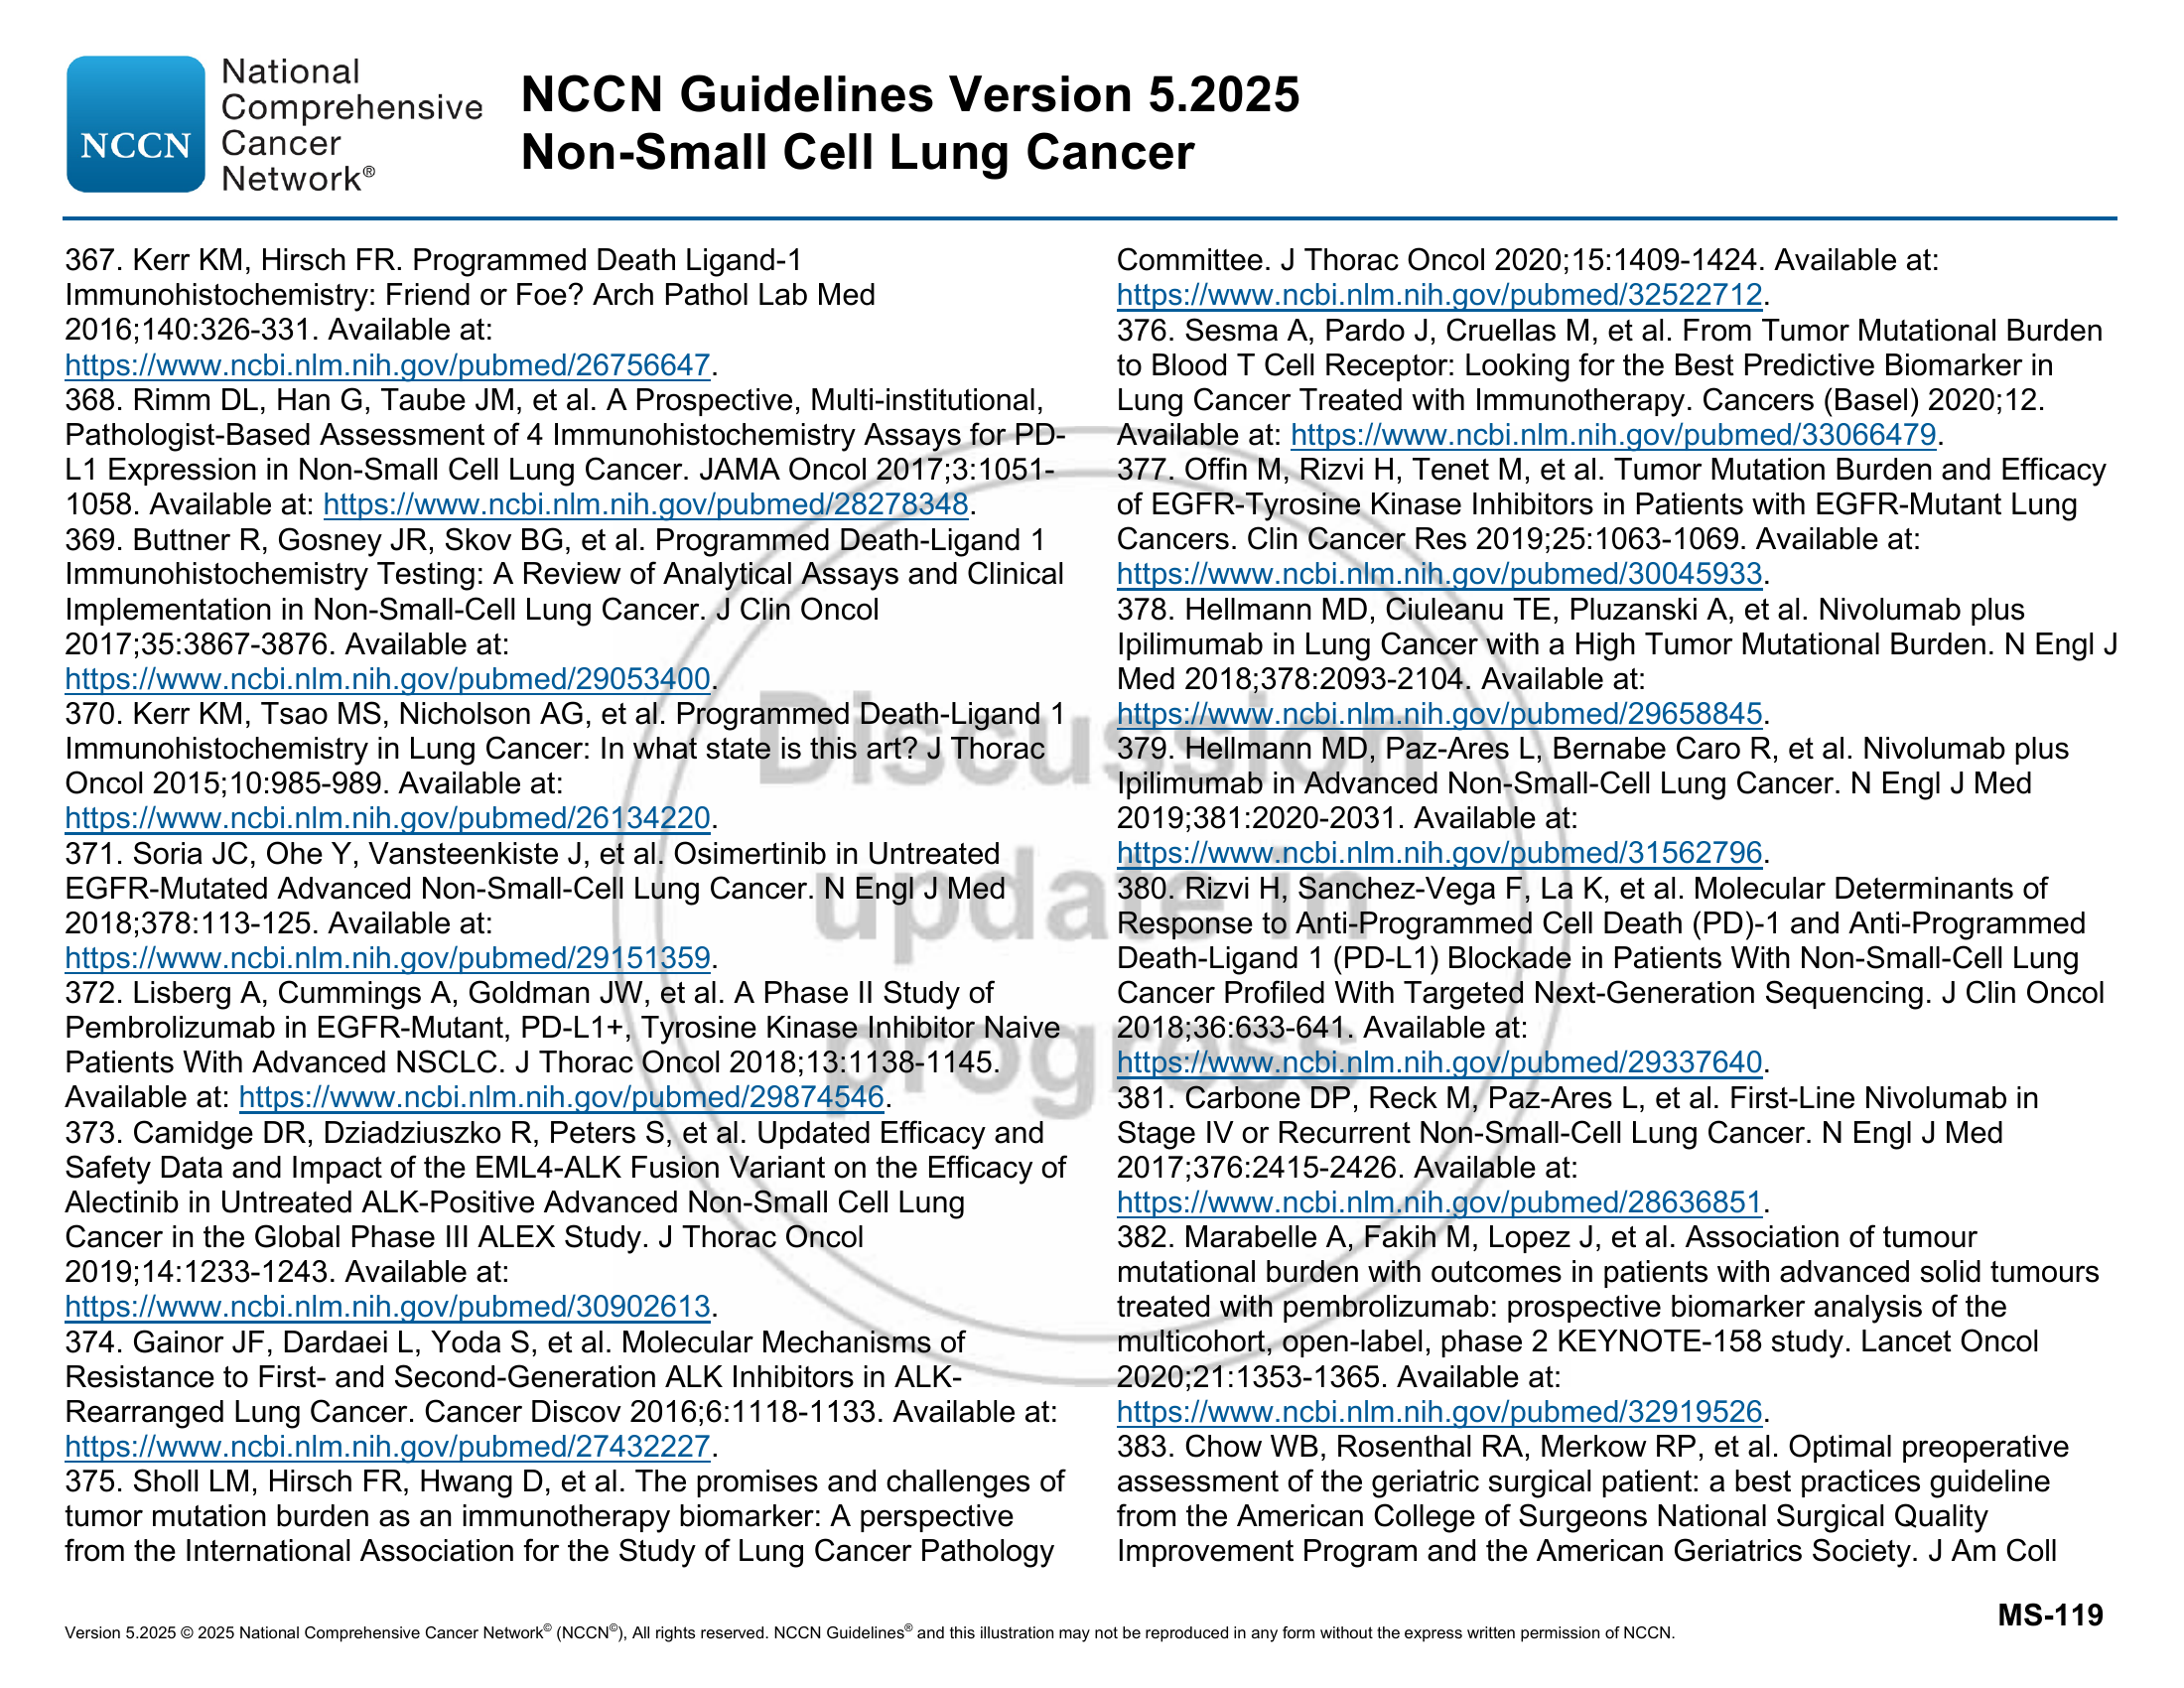 National
Comprehensive
NCCN
Cancer
Network®
NCCN Guidelines Version 5.2025
Non-Small Cell Lung Cancer
367. Kerr KM, Hirsch FR. Programmed Death Ligand-1
Immunohistochemistry: Friend or Foe? Arch Pathol Lab Med
2016;140:326-331. Available at:
https://www.ncbi.nlm.nih.gov/pubmed/26756647.
368. Rimm DL, Han G, Taube JM, et al. A Prospective, Multi-institutional,
Pathologist-Based Assessment of 4 Immunohistochemistry Assays for PD-
L1 Expression in Non-Small Cell Lung Cancer. JAMA Oncol 2017;3:1051-
1058. Available at: https://www.ncbi.nlm.nih.gov/pubmed/28278348.
369. Buttner R, Gosney JR, Skov BG, et al. Programmed Death-Ligand 1
Immunohistochemistry Testing: A Review of Analytical Assays and Clinical
Implementation in Non-Small-Cell Lung Cancer. J Clin Oncol
2017;35:3867-3876. Available at:
https://www.ncbi.nlm.nih.gov/pubmed/29053400.
370. Kerr KM, Tsao MS, Nicholson AG, et al. Programmed Death-Ligand 1
Immunohistochemistry in Lung Cancer: In what state is this art? J Thorac
Oncol 2015;10:985-989. Available at:
https://www.ncbi.nlm.nih.gov/pubmed/26134220.
371. Soria JC, Ohe Y, Vansteenkiste J, et al. Osimertinib in Untreated
EGFR-Mutated Advanced Non-Small-Cell Lung Cancer. N Engl J Med
2018;378:113-125. Available at:
https://www.ncbi.nlm.nih.gov/pubmed/29151359.
372. Lisberg A, Cummings A, Goldman JW, et al. A Phase II Study of
Pembrolizumab in EGFR-Mutant, PD-L1+, Tyrosine Kinase Inhibitor Naive
Patients With Advanced NSCLC. J Thorac Oncol 2018;13:1138-1145.
Available at: https://www.ncbi.nlm.nih.gov/pubmed/29874546.
373. Camidge DR, Dziadziuszko R, Peters S, et al. Updated Efficacy and
Safety Data and Impact of the EML4-ALK Fusion Variant on the Efficacy of
Alectinib in Untreated ALK-Positive Advanced Non-Small Cell Lung
Cancer in the Global Phase III ALEX Study. J Thorac Oncol
2019;14:1233-1243. Available at:
https://www.ncbi.nlm.nih.gov/pubmed/30902613.
374. Gainor JF, Dardaei L, Yoda S, et al. Molecular Mechanisms of
Resistance to First- and Second-Generation ALK Inhibitors in ALK-
Rearranged Lung Cancer. Cancer Discov 2016;6:1118-1133. Available at:
https://www.ncbi.nlm.nih.gov/pubmed/27432227.
375. Sholl LM, Hirsch FR, Hwang D, et al. The promises and challenges of
tumor mutation burden as an immunotherapy biomarker: A perspective
from the International Association for the Study of Lung Cancer Pathology
Committee. J Thorac Oncol 2020;15:1409-1424. Available at:
https://www.ncbi.nlm.nih.gov/pubmed/32522712.
376. Sesma A, Pardo J, Cruellas M, et al. From Tumor Mutational Burden
to Blood T Cell Receptor: Looking for the Best Predictive Biomarker in
Lung Cancer Treated with Immunotherapy. Cancers (Basel) 2020;12.
Available at: https://www.ncbi.nlm.nih.gov/pubmed/33066479.
377. Offin M, Rizvi H, Tenet M, et al. Tumor Mutation Burden and Efficacy
of EGFR-Tyrosine Kinase Inhibitors in Patients with EGFR-Mutant Lung
Cancers. Clin Cancer Res 2019;25:1063-1069. Available at:
https://www.ncbi.nlm.nih.gov/pubmed/30045933.
378. Hellmann MD, Ciuleanu TE, Pluzanski A, et al. Nivolumab plus
Ipilimumab in Lung Cancer with a High Tumor Mutational Burden. N Engl J
Med 2018;378:2093-2104. Available at:
https://www.ncbi.nlm.nih.gov/pubmed/29658845.
379. Hellmann MD, Paz-Ares L, Bernabe Caro R, et al. Nivolumab plus
Ipilimumab in Advanced Non-Small-Cell Lung Cancer. N Engl J Med
2019;381:2020-2031. Available at:
https://www.ncbi.nlm.nih.gov/pubmed/31562796.
380. Rizvi H, Sanchez-Vega F, La K, et al. Molecular Determinants of
Response to Anti-Programmed Cell Death (PD)-1 and Anti-Programmed
Death-Ligand 1 (PD-L1) Blockade in Patients With Non-Small-Cell Lung
Cancer Profiled With Targeted Next-Generation Sequencing. J Clin Oncol
2018;36:633-641. Available at:
https://www.ncbi.nlm.nih.gov/pubmed/29337640.
381. Carbone DP, Reck M, Paz-Ares L, et al. First-Line Nivolumab in
Stage IV or Recurrent Non-Small-Cell Lung Cancer. N Engl J Med
2017;376:2415-2426. Available at:
https://www.ncbi.nlm.nih.gov/pubmed/28636851.
382. Marabelle A, Fakih M, Lopez J, et al. Association of tumour
mutational burden with outcomes in patients with advanced solid tumours
treated with pembrolizumab: prospective biomarker analysis of the
multicohort, open-label, phase 2 KEYNOTE-158 study. Lancet Oncol
2020;21:1353-1365. Available at:
https://www.ncbi.nlm.nih.gov/pubmed/32919526.
383. Chow WB, Rosenthal RA, Merkow RP, et al. Optimal preoperative
assessment of the geriatric surgical patient: a best practices guideline
from the American College of Surgeons National Surgical Quality
Improvement Program and the American Geriatrics Society. J Am Coll
Discussion
update in
progress
MS-119
Version 5.2025 © 2025 National Comprehensive Cancer Network© (NCCN©), All rights reserved. NCCN Guidelines® and this illustration may not be reproduced in any form without the express written permission of NCCN.